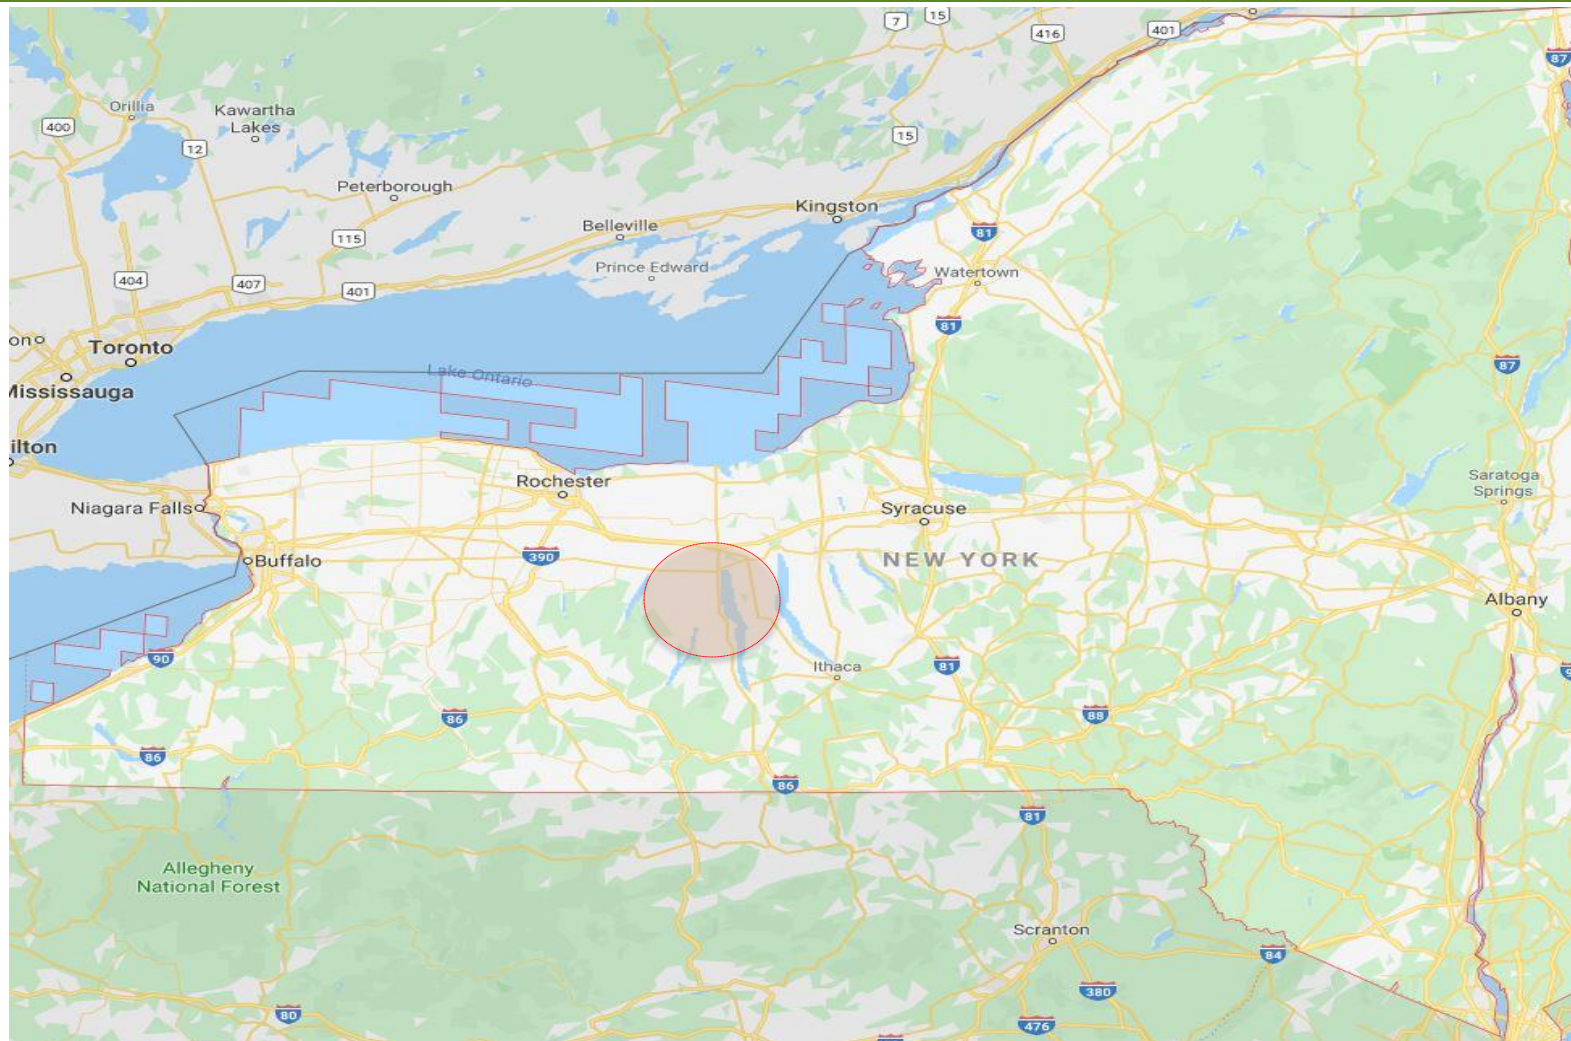 7
15
416
401
87
Orillia
Kawartha
Lakes
400
12
15
Peterborough
Kingston
Belleville
115
81
Prince Edward
Watertown
404
407
401
81
on
Toronto
Lake Ontario
87
Mississauga
ilton
Rochester
Saratoga
Springs
Niagara Falls
Syracuse
390
NEW YORK
Buffalo
Albany
90
Ithaca
81
86
88
86
86
81
Allegheny
National Forest
Scranton
84
380
80
476